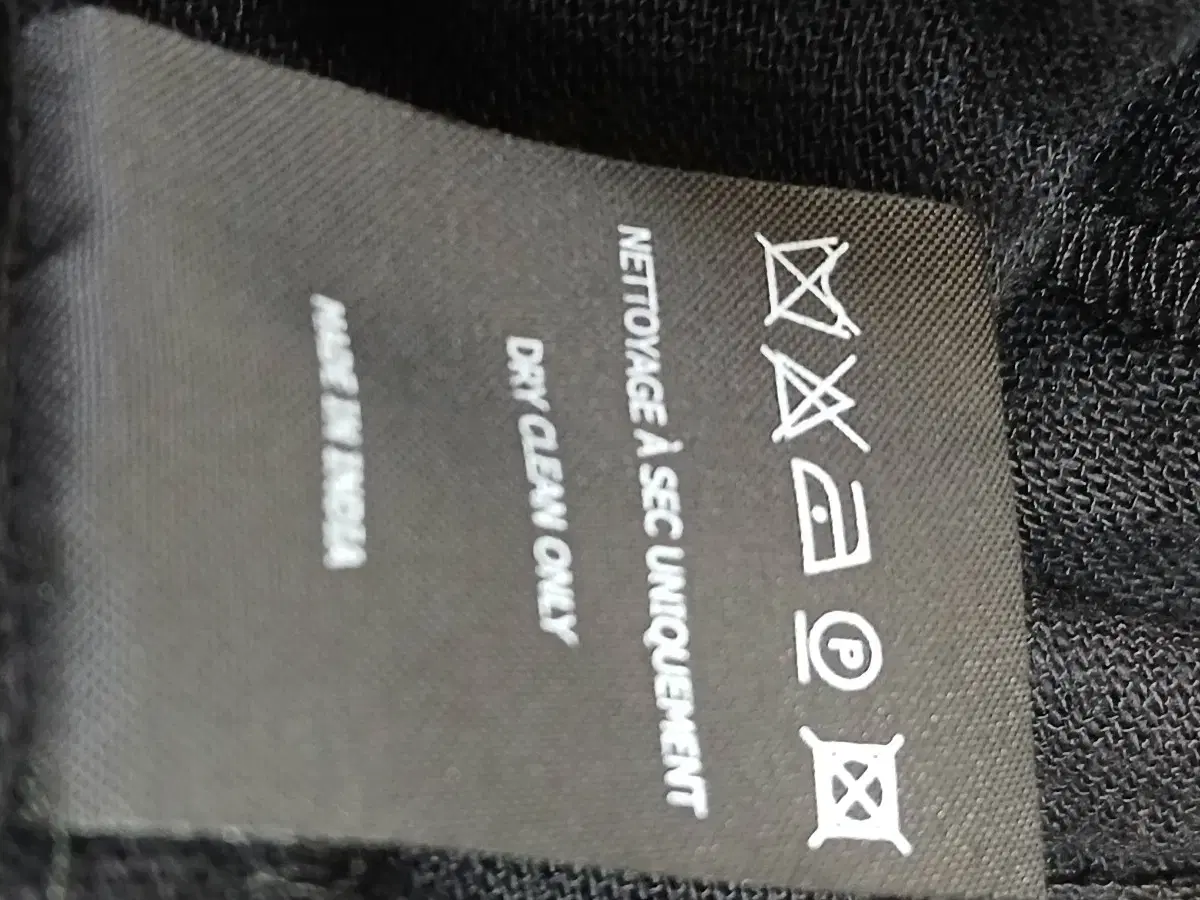 P
NETTOYAGE À SEC UNIQUEMENT
DRY CLEAN ONLY
MADE IN INDIA